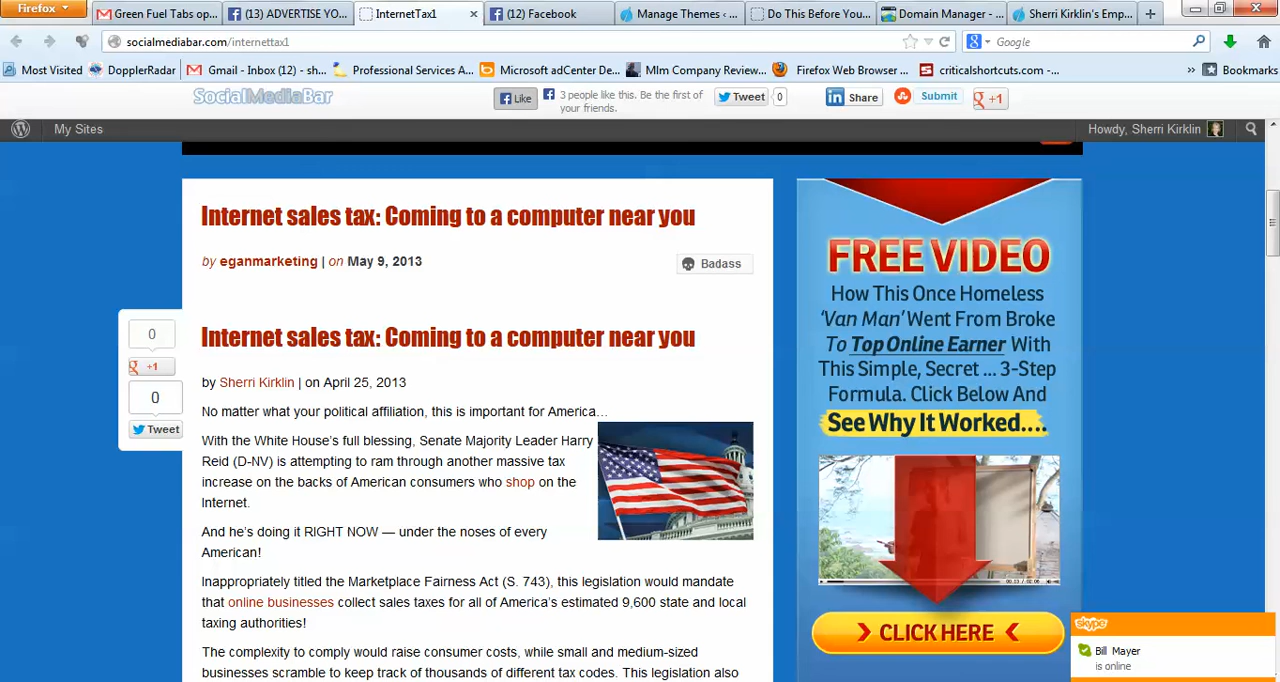 Firefox
Green Fuel Tabs op...
(13) ADVERTISE YO...
InternetTax1
(12) Facebook
Manage Themes ‹ ...
Do This Before You...
Domain Manager - ...
Sherri Kirklin's Emp...
socialmediabar.com/internettax1
Google
Most Visited
DopplerRadar
Gmail - Inbox (12) - sh...
Professional Services A...
Microsoft adCenter De...
Mlm Company Review...
Firefox Web Browser ...
criticalshortcuts.com -...
»
Bookmarks
SocialMediaBar
Like
3 people like this. Be the first of
your friends.
Tweet
0
Share
Submit
+1
My Sites
Howdy, Sherri Kirklin
Internet sales tax: Coming to a computer near you
by eganmarketing | on May 9, 2013
Badass
0
+1
0
Tweet
Internet sales tax: Coming to a computer near you
by Sherri Kirklin | on April 25, 2013
No matter what your political affiliation, this is important for America…
With the White House's full blessing, Senate Majority Leader Harry
Reid (D-NV) is attempting to ram through another massive tax
increase on the backs of American consumers who shop on the
Internet.
And he's doing it RIGHT NOW — under the noses of every
American!
Inappropriately titled the Marketplace Fairness Act (S. 743), this legislation would mandate
that online businesses collect sales taxes for all of America's estimated 9,600 state and local
taxing authorities!
The complexity to comply would raise consumer costs, while small and medium-sized
businesses scramble to keep track of thousands of different tax codes. This legislation also
FREE VIDEO
How This Once Homeless
'Van Man' Went From Broke
To Top Online Earner With
This Simple, Secret ... 3-Step
Formula. Click Below And
See Why It Worked....
CLICK HERE
skype
Bill Mayer
is online